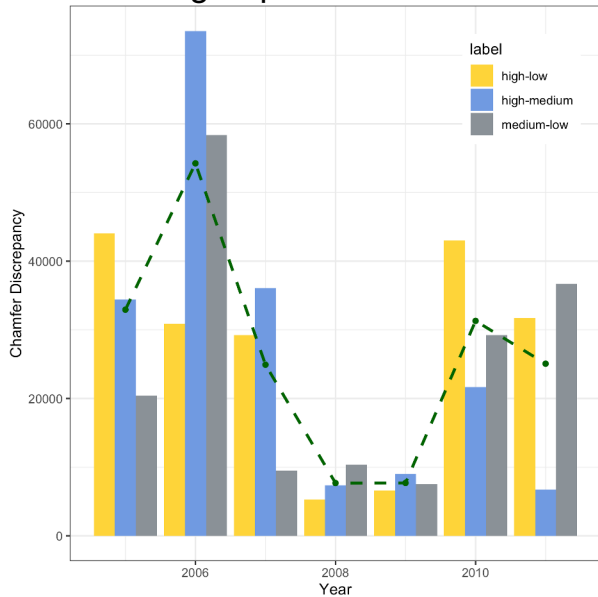 label
high-low
high-medium
medium-low
60000
40000
20000
0
Chamfer Discrepancy
2006
2008
2010
Year